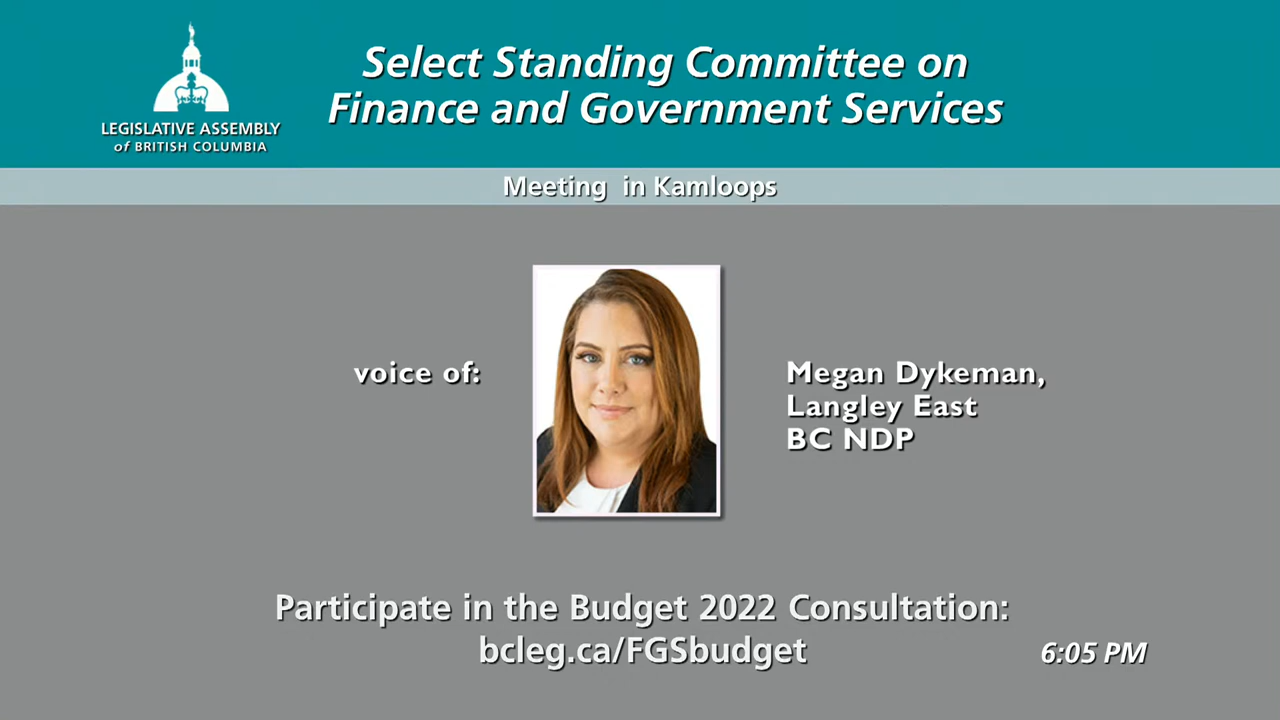 Select Standing Committee on
Finance and Government Services
LEGISLATIVE ASSEMBLY
of BRITISH COLUMBIA
Meeting in Kamloops
voice of:
Megan Dykeman,
Langley East
BC NDP
Participate in the Budget 2022 Consultation:
bcleg.ca/FGSbudget
6:05 PM